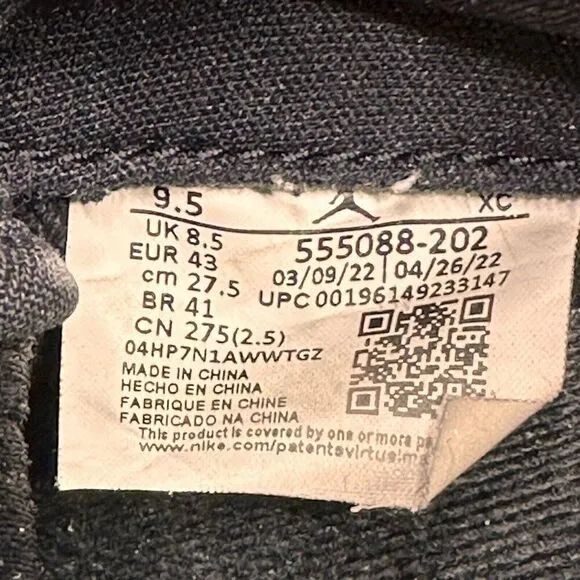 9.5 XC
UK 8.5
EUR 43
cm 27.5
BR 41
CN 275(2.5)
555088-202
03/09/22 04/26/22
UPC 00196149233147
04HP7N1AWWTGZ
MADE IN CHINA
HECHO EN CHINA
FABRIQUE EN CHINE
FABRICADO NA CHINA
This product is covered by one or more
www.nike.com/patentsvirtualma